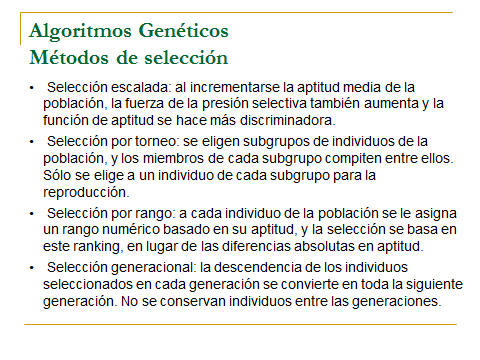 Algoritmos Genéticos
Métodos de selección
• Selección escalada: al incrementarse la aptitud media de la
población, la fuerza de la presión selectiva también aumenta y la
función de aptitud se hace más discriminadora.
• Selección por torneo: se eligen subgrupos de individuos de la
población, y los miembros de cada subgrupo compiten entre ellos.
Sólo se elige a un individuo de cada subgrupo para la
reproducción.
• Selección por rango: a cada individuo de la población se le asigna
un rango numérico basado en su aptitud, y la selección se basa en
este ranking, en lugar de las diferencias absolutas en aptitud.
• Selección generacional: la descendencia de los individuos
seleccionados en cada generación se convierte en toda la siguiente
generación. No se conservan individuos entre las generaciones.